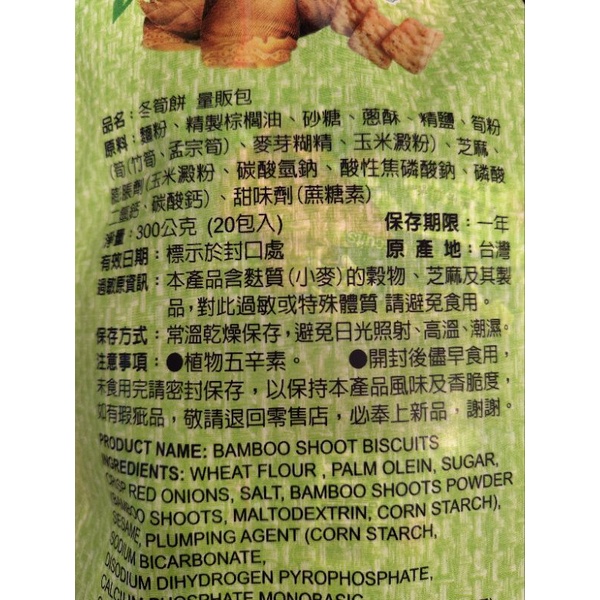 品名：冬筍餅 量販包
原料：麵粉、精製棕櫚油、砂糖、蔥酥、精鹽、筍粉
(筍(竹筍、孟宗筍)、麥芽糊精、玉米澱粉)、芝麻、
膨脹劑(玉米澱粉、碳酸氫鈉、酸性焦磷酸鈉、磷酸
二氫鈣、碳酸鈣)、甜味劑(蔗糖素)
淨量：300公克 (20包入) 保存期限：一年
有效日期：標示於封口處 原產地：台灣
過敏原資訊：本產品含麩質(小麥)的穀物、芝麻及其製
品，對此過敏或特殊體質 請避免食用。
保存方式：常溫乾燥保存，避免日光照射、高溫、潮濕。
注意事項：●植物五辛素。 ●開封後儘早食用，
未食用完請密封保存，以保持本產品風味及香脆度，
如有瑕疵品，敬請退回零售店，必奉上新品，謝謝。
PRODUCT NAME: BAMBOO SHOOT BISCUITS
INGREDIENTS: WHEAT FLOUR , PALM OLEIN, SUGAR,
CRISP RED ONIONS, SALT, BAMBOO SHOOTS POWDER
(BAMBOO SHOOTS, MALTODEXTRIN, CORN STARCH),
SESAME, PLUMPING AGENT (CORN STARCH,
SODIUM BICARBONATE,
DISODIUM DIHYDROGEN PYROPHOSPHATE,
CALCIUM PHOSPHATE MONOBASIC